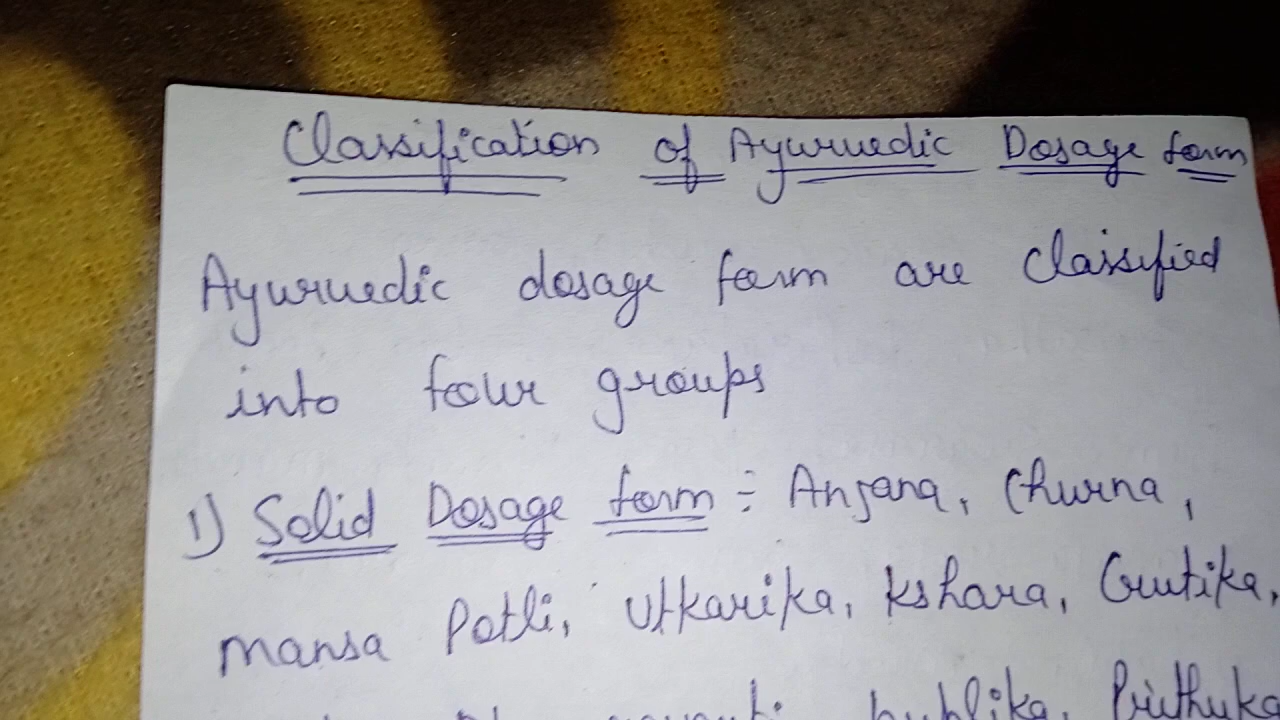 Classification of Ayurvedic Dosage form
Ayurvedic dosage form are classified
into four groups
1) Solid Dosage form ÷ Anjana, Churna,
mansa Potli, Utkarika, Kshara, Gutika,
Prithuka